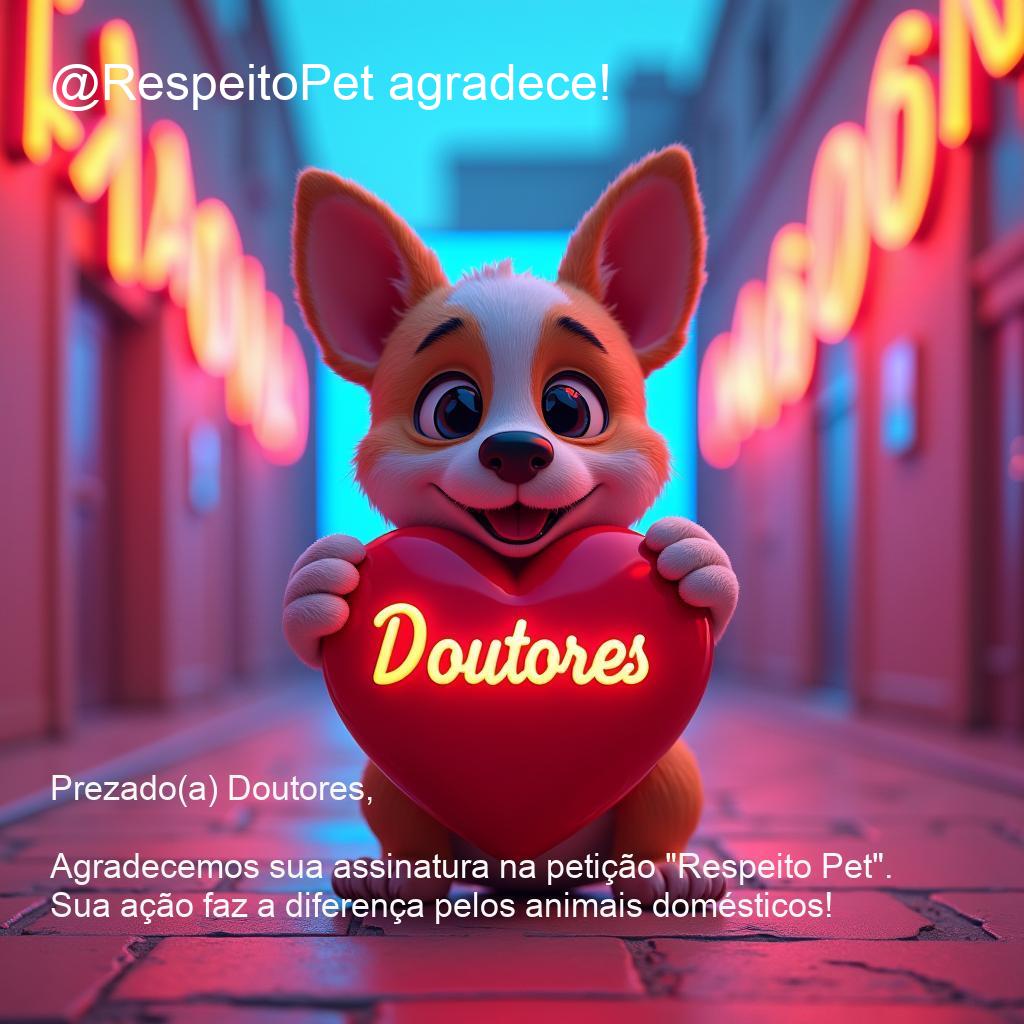 @RespeitoPet agradece!
Doutores
Prezado(a) Doutores,
Agradecemos sua assinatura na petição "Respeito Pet".
Sua ação faz a diferença pelos animais domésticos!